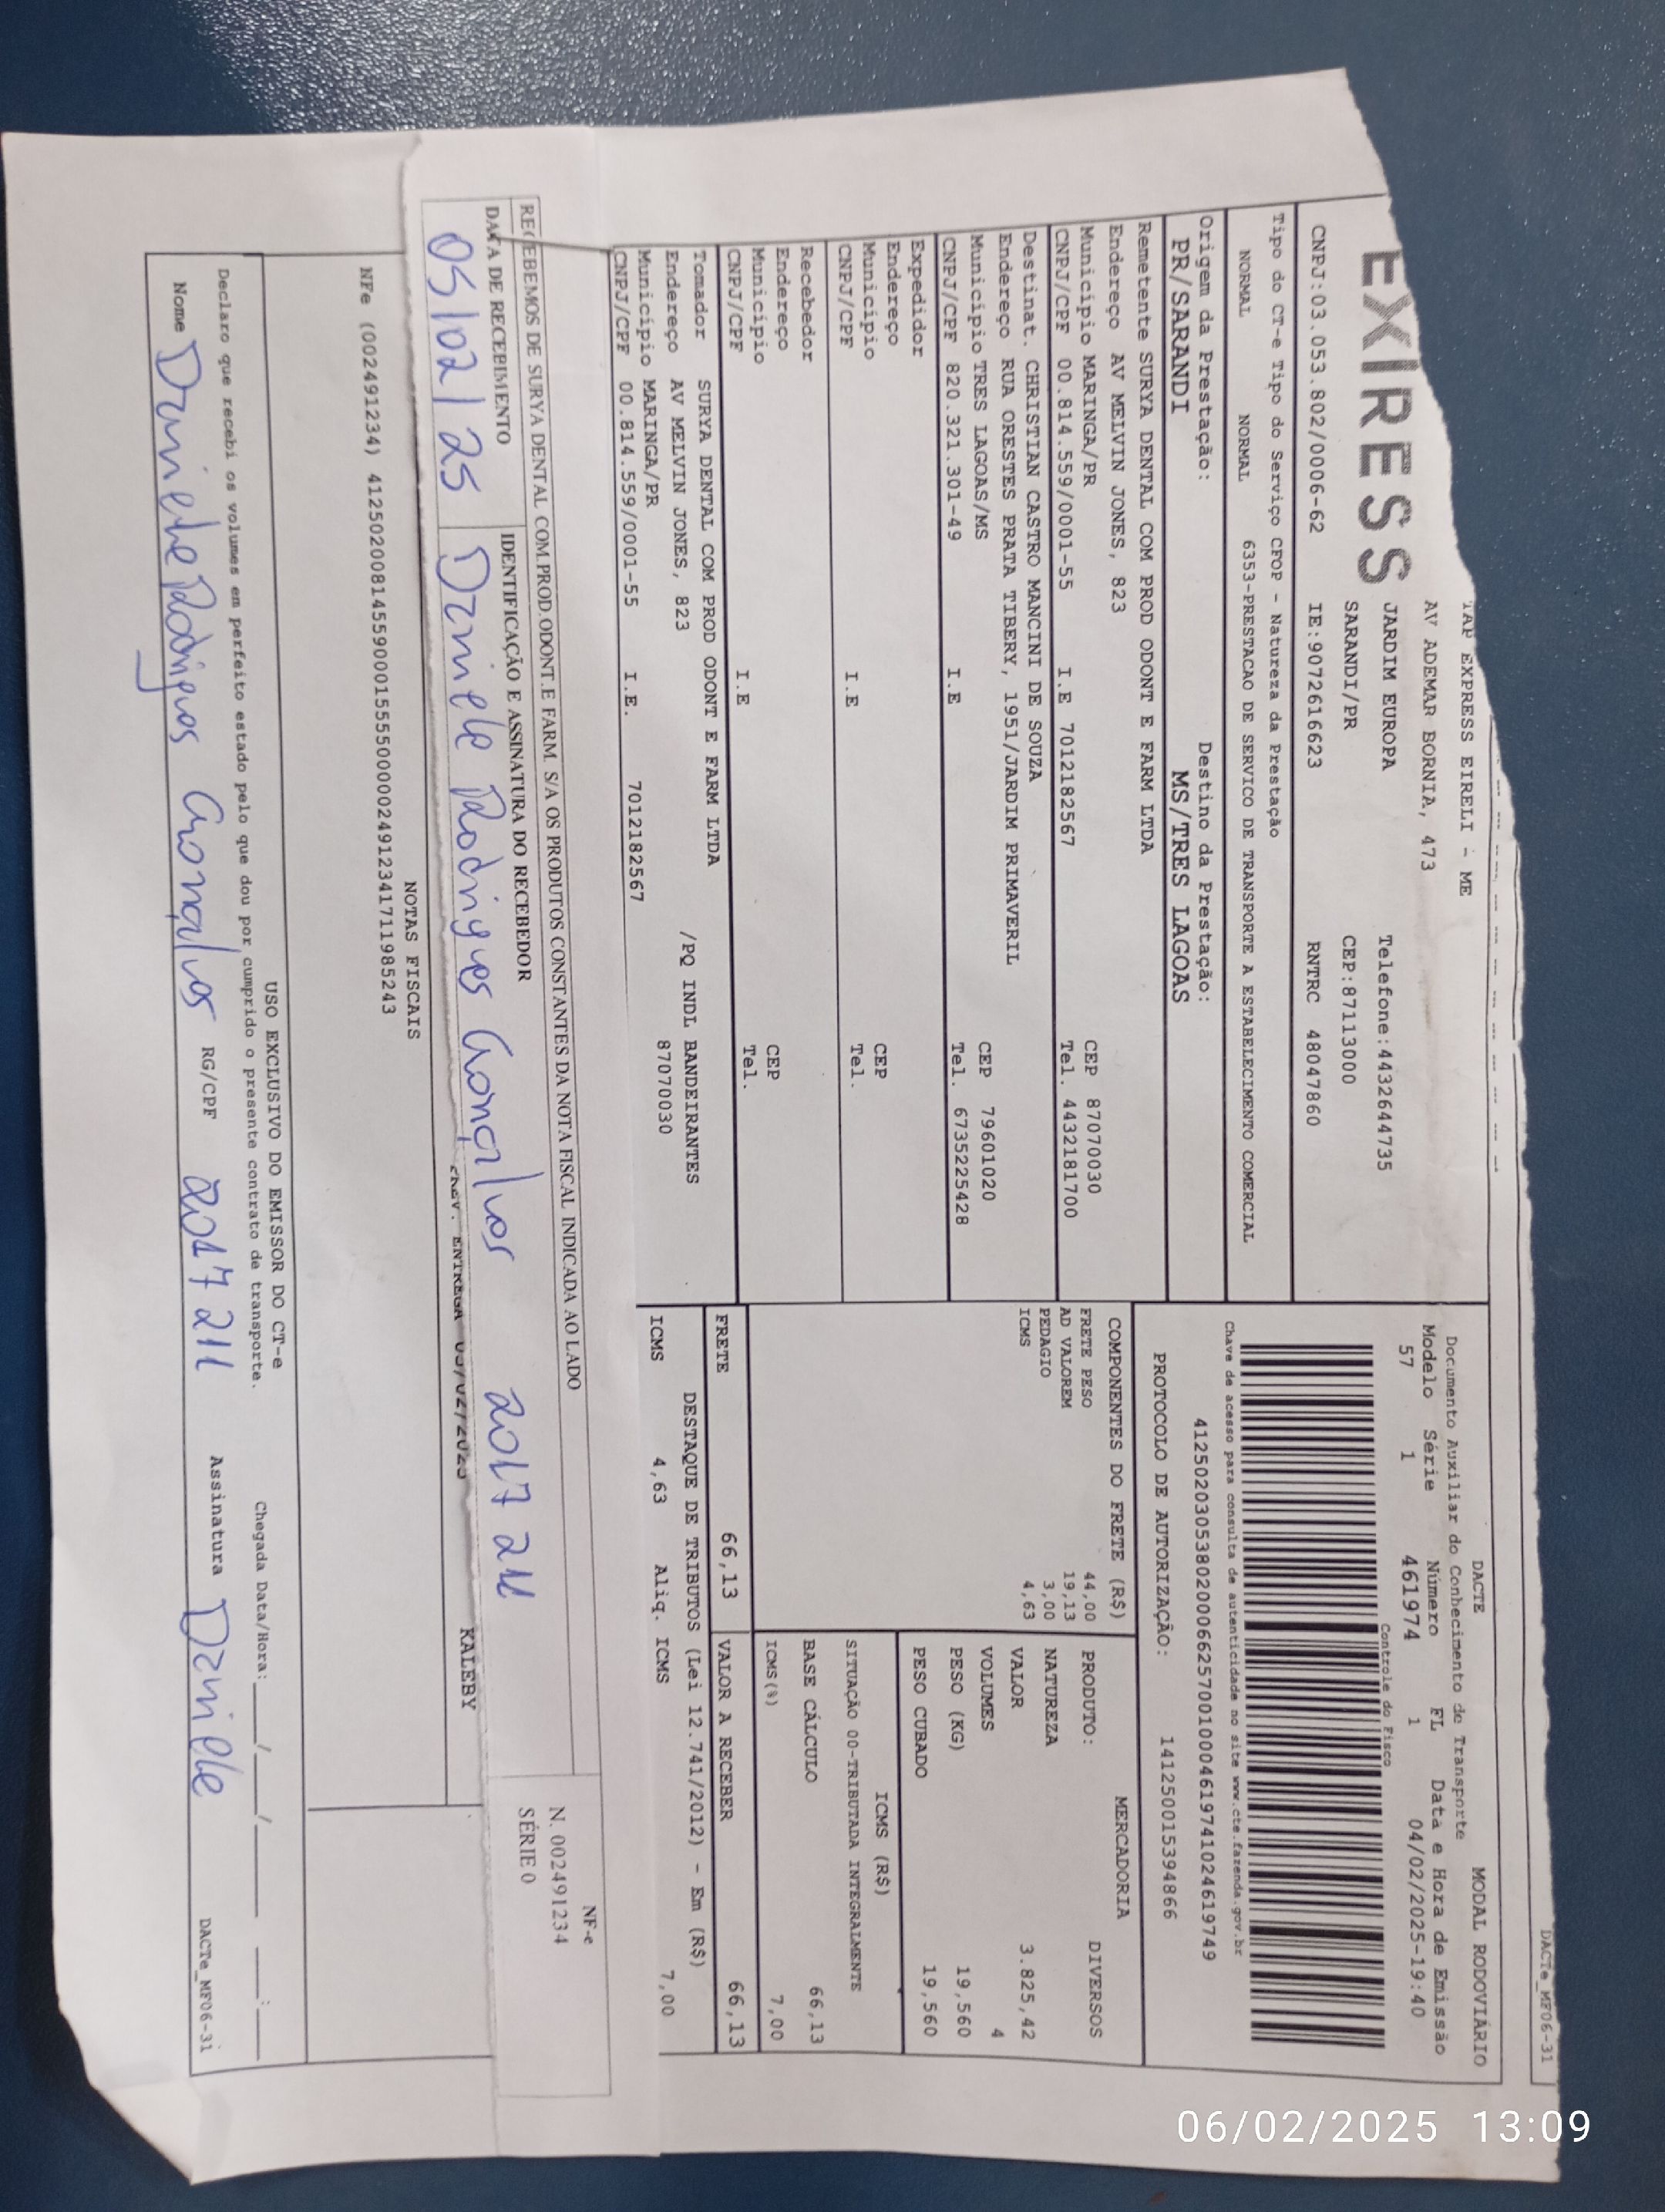 DACTe_MF06-31
EXPRESS
TAP EXPRESS EIRELI - ME
AV ADEMAR BORNIA, 473
JARDIM EUROPA Telefone:4432644735
SARANDI/PR CEP:87113000
CNPJ:03.053.802/0006-62 IE:9072616623 RNTRC 48047860
DACTE MODAL RODOVIÁRIO
Documento Auxiliar do Conhecimento de Transporte
Modelo Série Número FL Data e Hora de Emissão
57 1 461974 1 04/02/2025-19:40
Controle do Fisco
Tipo do CT-e Tipo do Serviço CFOP - Natureza da Prestação
NORMAL NORMAL 6353-PRESTACAO DE SERVICO DE TRANSPORTE A ESTABELECIMENTO COMERCIAL
Chave de acesso para consulta de autenticidade no site www.cte.fazenda.gov.br
41250203053802000662570010004619741024619749
Origem da Prestação: Destino da Prestação:
PR/SARANDI MS/TRES LAGOAS
PROTOCOLO DE AUTORIZAÇÃO: 141250015394866
Remetente SURYA DENTAL COM PROD ODONT E FARM LTDA
Endereço AV MELVIN JONES, 823
Município MARINGA/PR CEP 87070030
CNPJ/CPF 00.814.559/0001-55 I.E 7012182567 Tel. 4432181700
Destinat. CHRISTIAN CASTRO MANCINI DE SOUZA
Endereço RUA ORESTES PRATA TIBERY, 1951/JARDIM PRIMAVERIL
Município TRES LAGOAS/MS CEP 79601020
CNPJ/CPF 820.321.301-49 I.E Tel. 6735225428
Expedidor
Endereço
Município CEP
CNPJ/CPF I.E Tel.
Recebedor
Endereço
Município CEP
CNPJ/CPF I.E Tel.
Tomador SURYA DENTAL COM PROD ODONT E FARM LTDA
Endereço AV MELVIN JONES, 823 /PQ INDL BANDEIRANTES
Município MARINGA/PR 87070030
CNPJ/CPF 00.814.559/0001-55 I.E. 7012182567
COMPONENTES DO FRETE (R$)
FRETE PESO 44,00
AD VALOREM 19,13
PEDAGIO 3,00
ICMS 4,63
MERCADORIA
PRODUTO: DIVERSOS
NATUREZA
VALOR 3.825,42
VOLUMES 4
PESO (KG) 19,560
PESO CUBADO 19,560
ICMS (R$)
SITUAÇÃO 00-TRIBUTADA INTEGRALMENTE
BASE CÁLCULO 66,13
ICMS(%) 7,00
FRETE 66,13 VALOR A RECEBER 66,13
DESTAQUE DE TRIBUTOS (Lei 12.741/2012) - Em (R$)
ICMS 4,63 Aliq. ICMS 7,00
RECEBEMOS DE SURYA DENTAL COM.PROD.ODONT.E FARM. S/A OS PRODUTOS CONSTANTES DA NOTA FISCAL INDICADA AO LADO
DATA DE RECEBIMENTO IDENTIFICAÇÃO E ASSINATURA DO RECEBEDOR
05/02/25 Daniele Rodrigues Gonçalves 2017 211
NF-e
N. 002491234
SÉRIE 0
PREV. ENTREGA 05/02/2025 KALEBY
NOTAS FISCAIS
NFe (002491234) 41250200814559000155550000024912341711985243
USO EXCLUSIVO DO EMISSOR DO CT-e
Declaro que recebi os volumes em perfeito estado pelo que dou por cumprido o presente contrato de transporte.
Chegada Data/Hora: ____/____/____ ____:____
Nome Daniele Rodrigues Gonçalves RG/CPF 2017 211 Assinatura Daniele
DACTe_MF06-31
06/02/2025 13:09